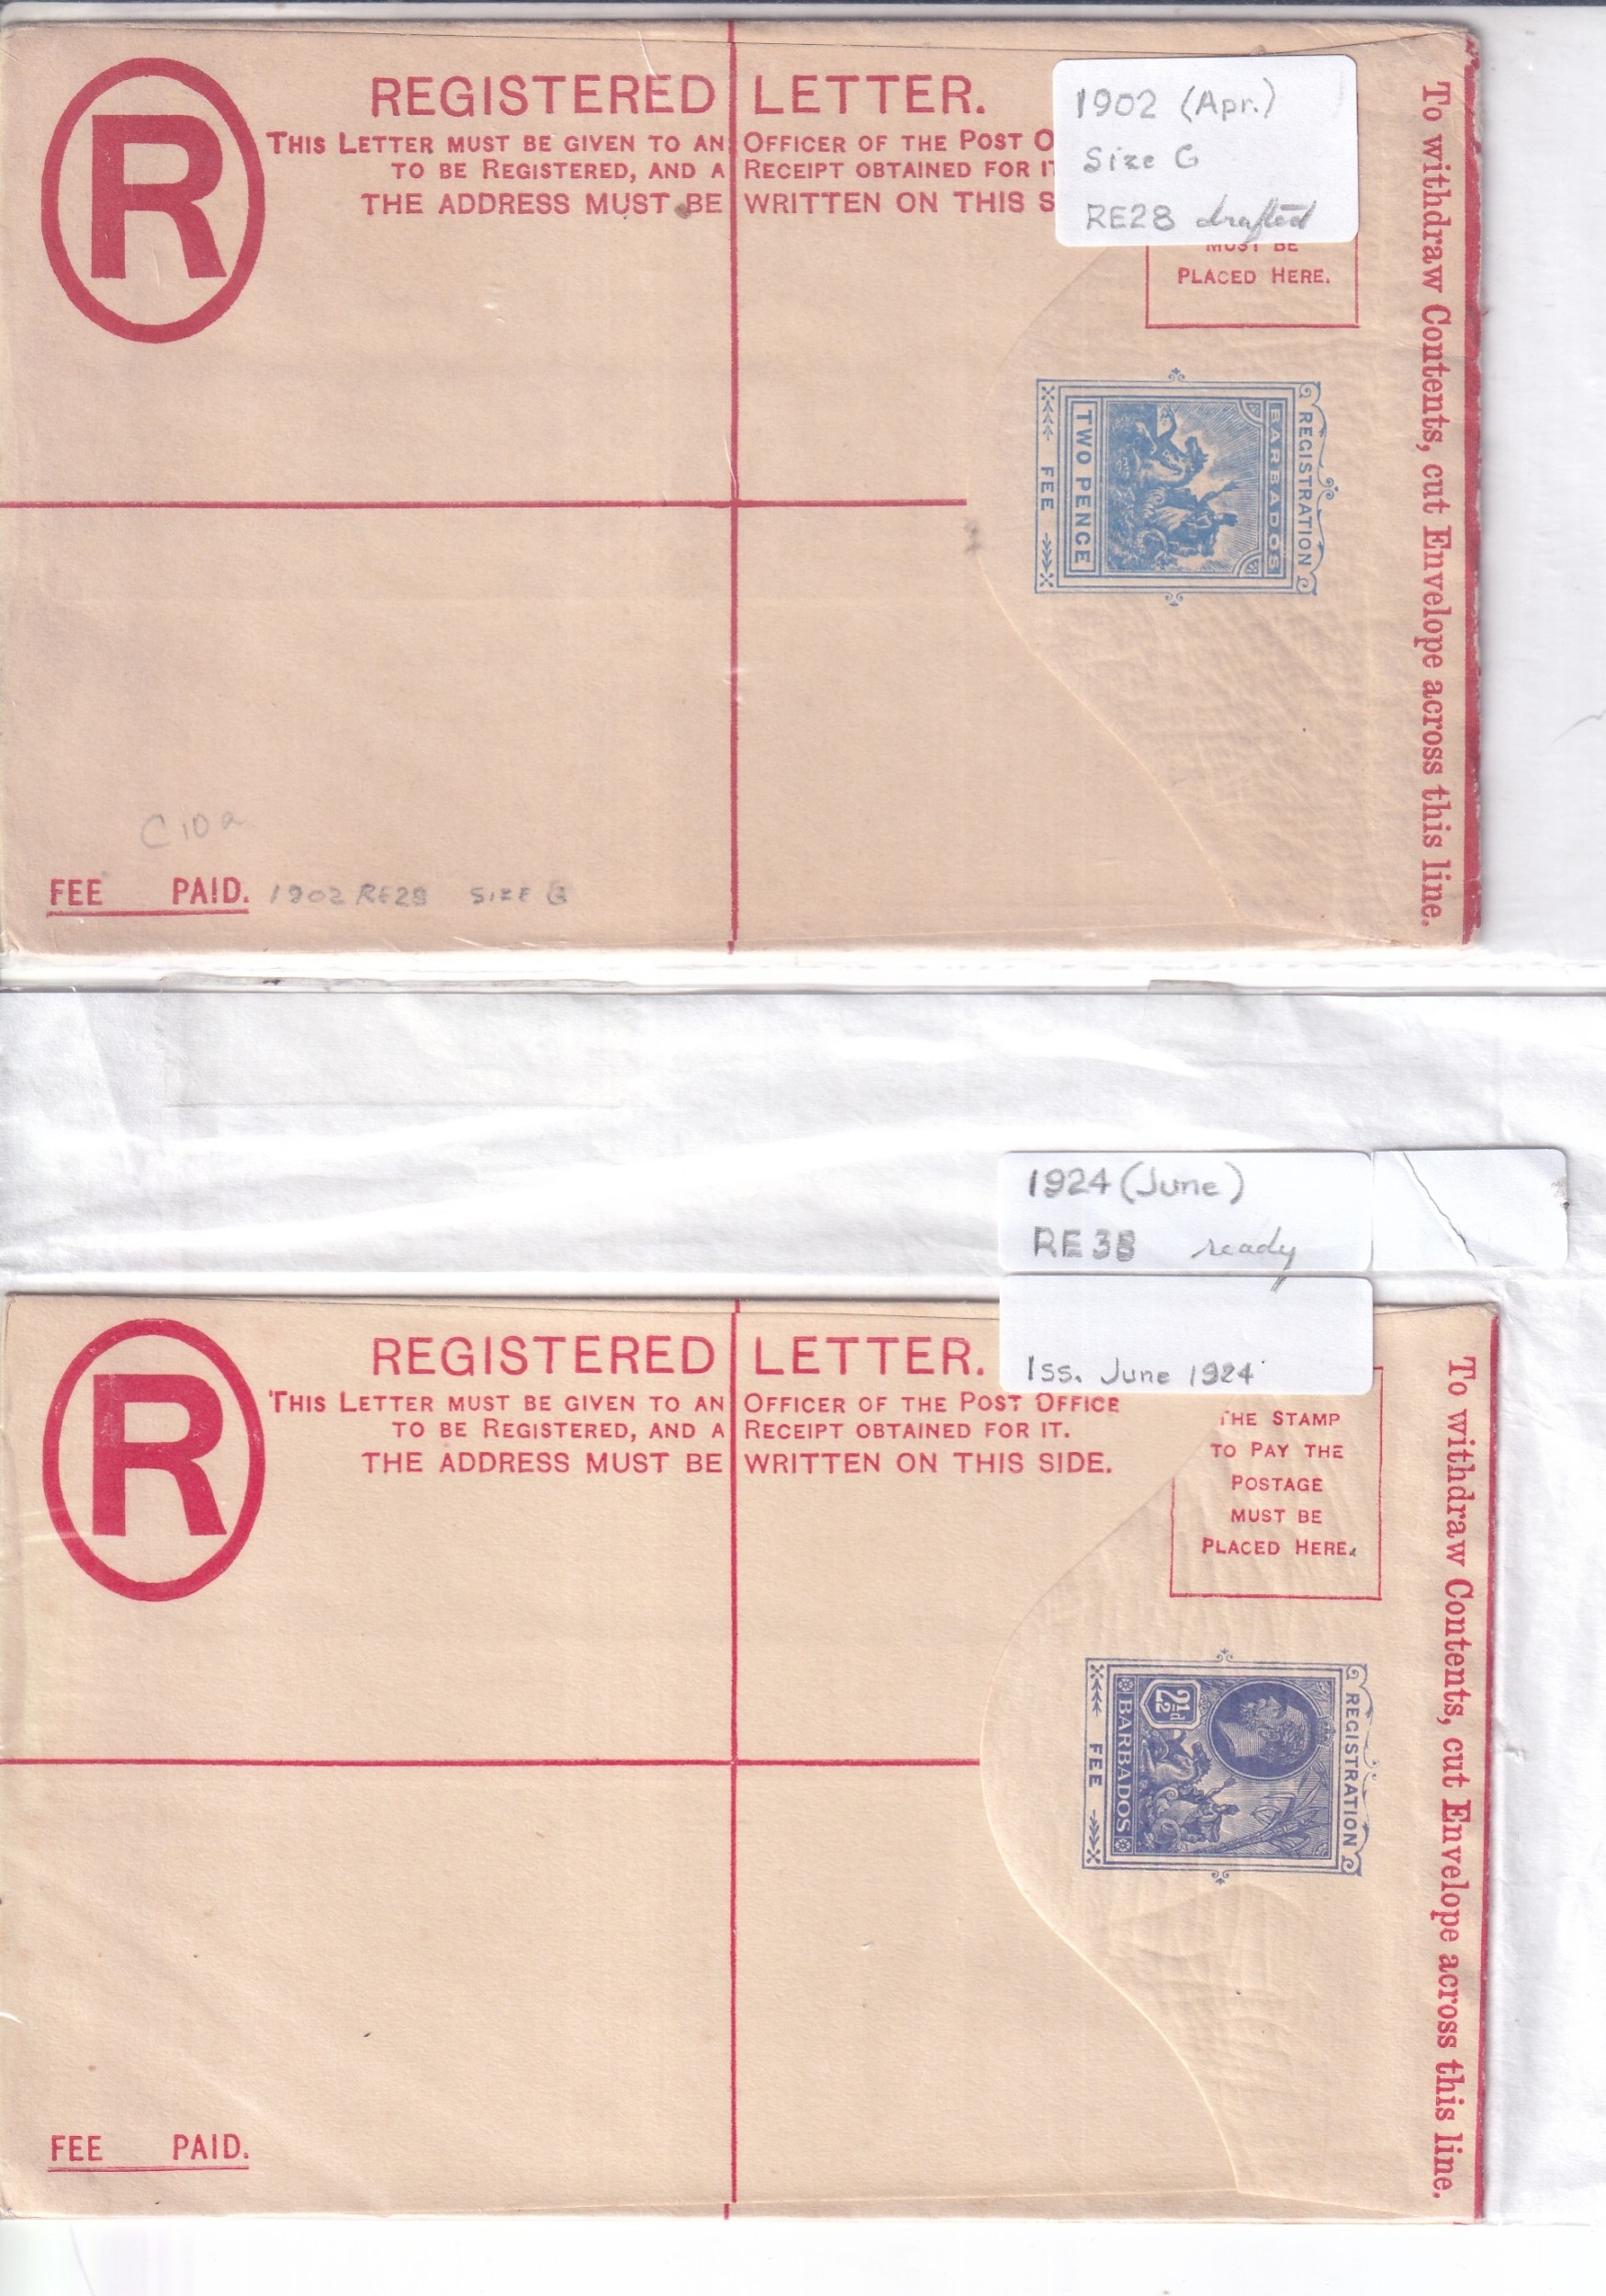 REGISTERED LETTER.
THIS LETTER MUST BE GIVEN TO AN OFFICER OF THE POST O
TO BE REGISTERED, AND A RECEIPT OBTAINED FOR IT
THE ADDRESS MUST BE WRITTEN ON THIS S
R
1902 (Apr.)
Size G
RE28 drafted
MUST BE
PLACED HERE.
To withdraw Contents, cut Envelope across this line.
REGISTRATION
BARBADOS
TWO PENCE
FEE
C10a
FEE PAID. 1902 RE28 SIZE G
1924 (June)
RE38 ready
Iss. June 1924
REGISTERED LETTER.
THIS LETTER MUST BE GIVEN TO AN OFFICER OF THE POST OFFICE
TO BE REGISTERED, AND A RECEIPT OBTAINED FOR IT.
THE ADDRESS MUST BE WRITTEN ON THIS SIDE.
R
THE STAMP
TO PAY THE
POSTAGE
MUST BE
PLACED HERE.
To withdraw Contents, cut Envelope across this line.
REGISTRATION
2½d
BARBADOS
FEE
FEE PAID.